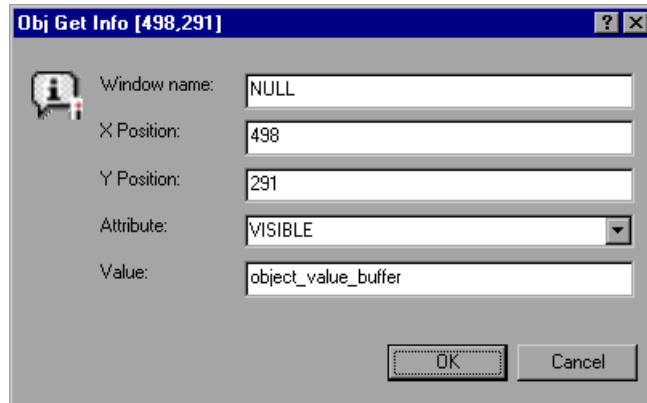 Obj Get Info [498,291]
Window name: NULL
X Position: 498
Y Position: 291
Attribute: VISIBLE
Value: object_value_buffer
OK Cancel